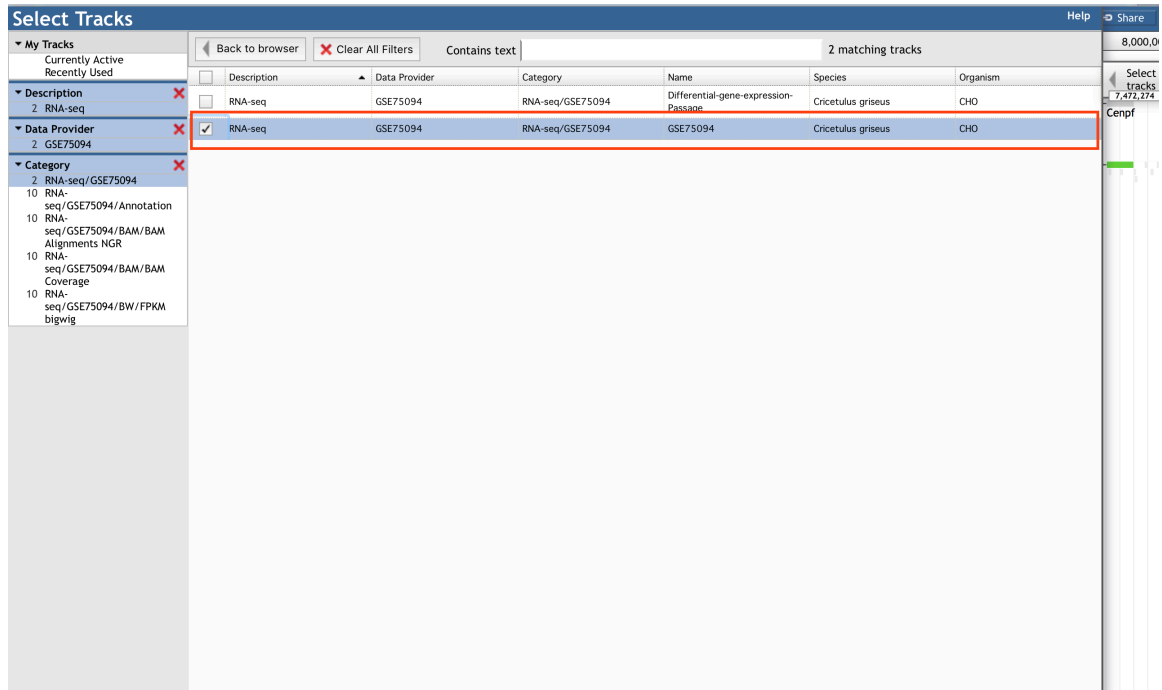 Select Tracks
Help
Share
My Tracks
Currently Active
Recently Used
Description
2 RNA-seq
Data Provider
2 GSE75094
Category
2 RNA-seq/GSE75094
10 RNA-
seq/GSE75094/Annotation
10 RNA-
seq/GSE75094/BAM/BAM
Alignments NGR
10 RNA-
seq/GSE75094/BAM/BAM
Coverage
10 RNA-
seq/GSE75094/BW/FPKM
bigwig
Back to browser Clear All Filters Contains text 2 matching tracks
Description Data Provider Category Name Species Organism
RNA-seq GSE75094 RNA-seq/GSE75094 Differential-gene-expression-
Passage Cricetulus griseus CHO
RNA-seq GSE75094 RNA-seq/GSE75094 GSE75094 Cricetulus griseus CHO
8,000,0
Select
tracks
7,472,274
Cenpf